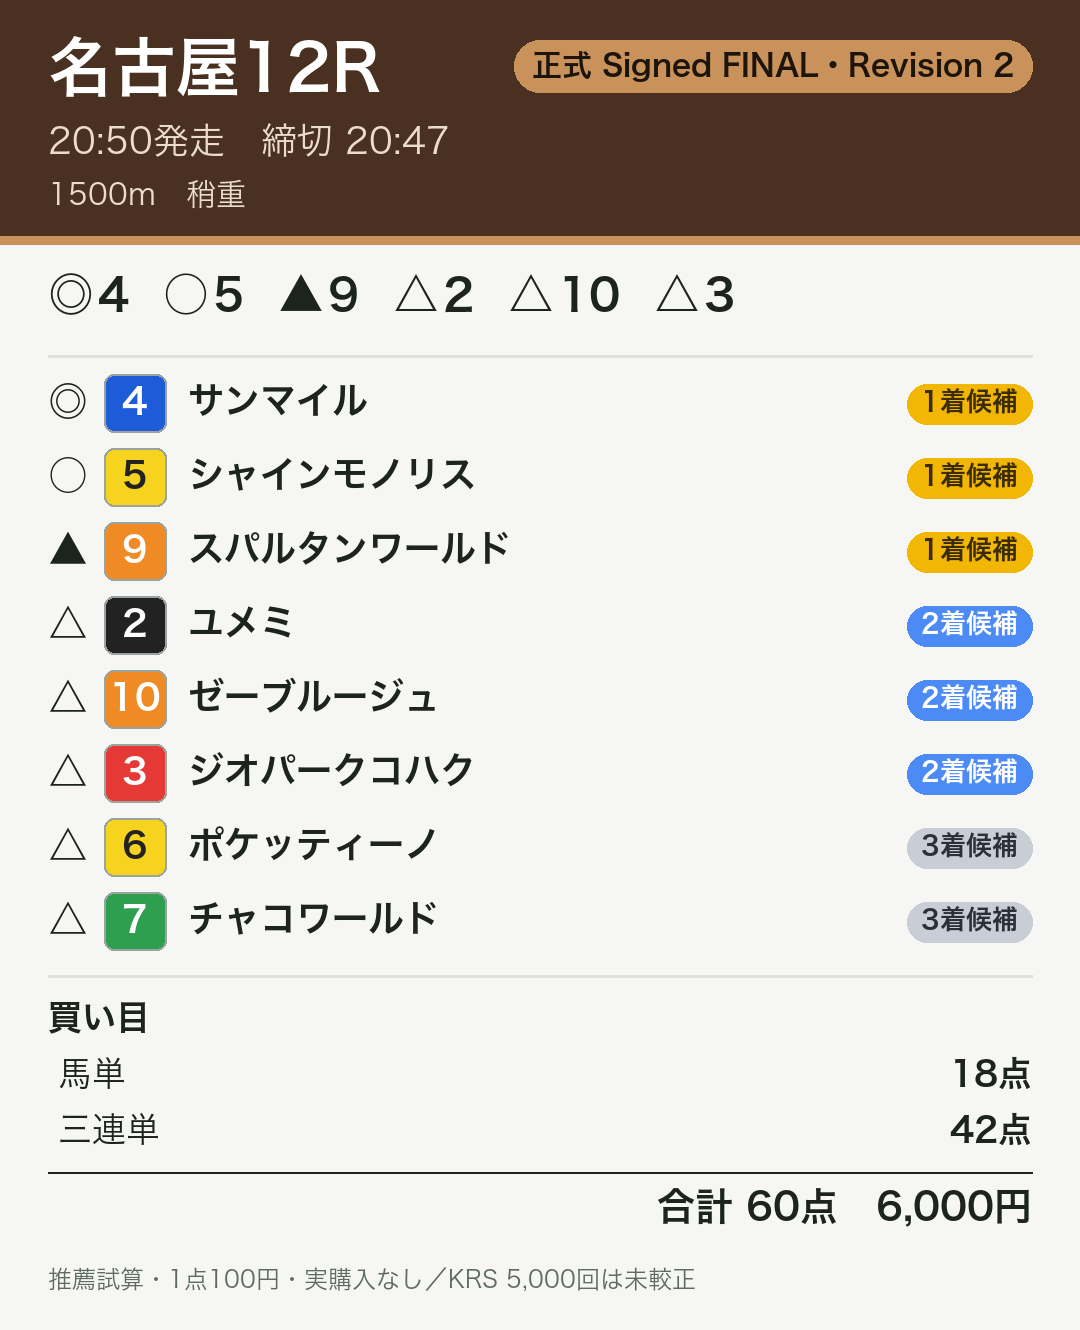 名古屋12R 正式 Signed FINAL・Revision 2
20:50発走 締切 20:47
1500m 稍重
◎4 ○5 ▲9 △2 △10 △3
◎ 4 サンマイル 1着候補
○ 5 シャインモノリス 1着候補
▲ 9 スパルタンワールド 1着候補
△ 2 ユメミ 2着候補
△ 10 ゼーブルージュ 2着候補
△ 3 ジオパークコハク 2着候補
△ 6 ポケッティーノ 3着候補
△ 7 チャコワールド 3着候補
買い目
馬単 18点
三連単 42点
合計 60点 6,000円
推薦試算・1点100円・実購入なし／KRS 5,000回は未較正